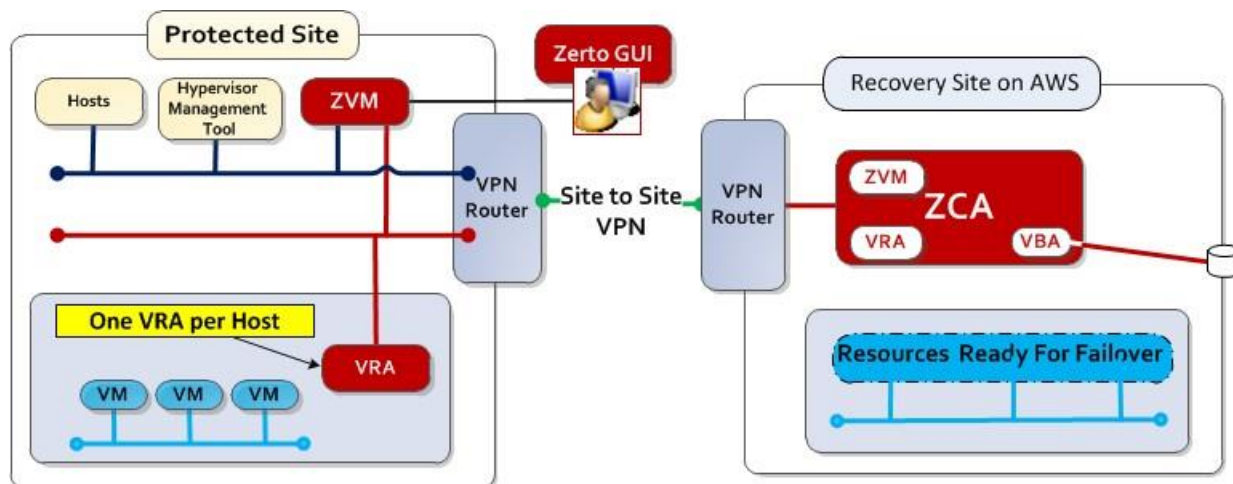 Protected Site
Zerto GUI
Recovery Site on AWS
Hosts
Hypervisor
Management
Tool
ZVM
VPN
Router
Site to Site
VPN
VPN
Router
ZVM
ZCA
VRA
VBA
One VRA per Host
VRA
VM
VM
VM
Resources Ready For Failover